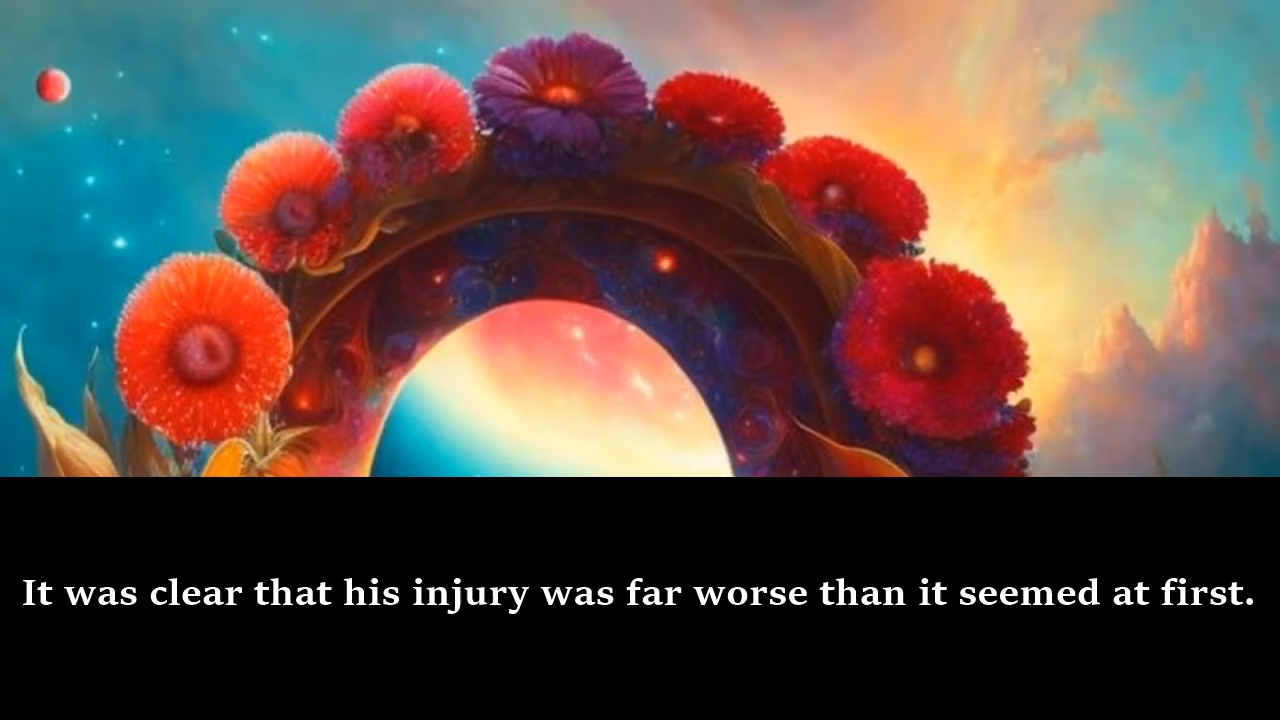 It was clear that his injury was far worse than it seemed at first.